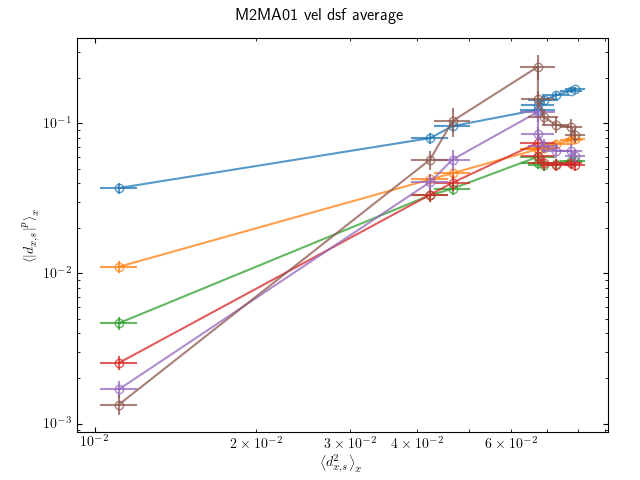 M2MA01 vel dsf average
10⁻¹
10⁻²
10⁻³
⟨|d_{x,s}|^p⟩_x
10⁻² 2 × 10⁻² 3 × 10⁻² 4 × 10⁻² 6 × 10⁻²
⟨d²_{x,s}⟩_x